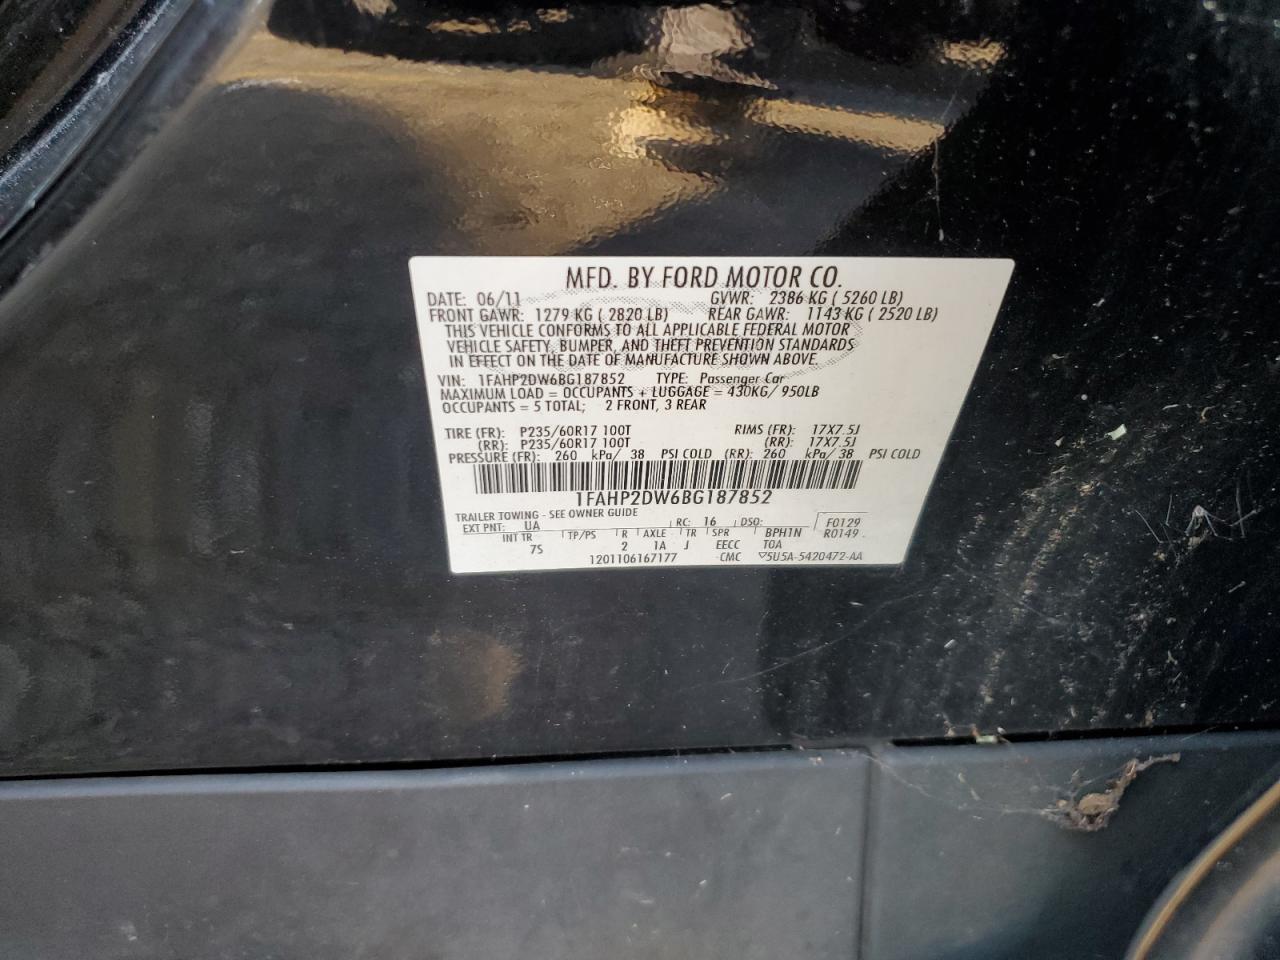 MFD. BY FORD MOTOR CO.
DATE: 06/11 GVWR: 2386 KG ( 5260 LB)
FRONT GAWR: 1279 KG ( 2820 LB) REAR GAWR: 1143 KG ( 2520 LB)
THIS VEHICLE CONFORMS TO ALL APPLICABLE FEDERAL MOTOR
VEHICLE SAFETY, BUMPER, AND THEFT PREVENTION STANDARDS
IN EFFECT ON THE DATE OF MANUFACTURE SHOWN ABOVE.
VIN: 1FAHP2DW6BG187852 TYPE: Passenger Car
MAXIMUM LOAD = OCCUPANTS + LUGGAGE = 430KG/ 950LB
OCCUPANTS = 5 TOTAL; 2 FRONT, 3 REAR
TIRE (FR): P235/60R17 100T RIMS (FR): 17X7.5J
(RR): P235/60R17 100T (RR): 17X7.5J
PRESSURE (FR): 260 kPa/ 38 PSI COLD (RR): 260 kPa/ 38 PSI COLD
1FAHP2DW6BG187852
TRAILER TOWING - SEE OWNER GUIDE
EXT PNT: UA RC: 16 DSO: F0129
INT TR TP/PS R AXLE TR SPR BPH1N R0149
7S 2 1A J EECC TOA
1201106167177 CMC 5U5A-5420472-AA